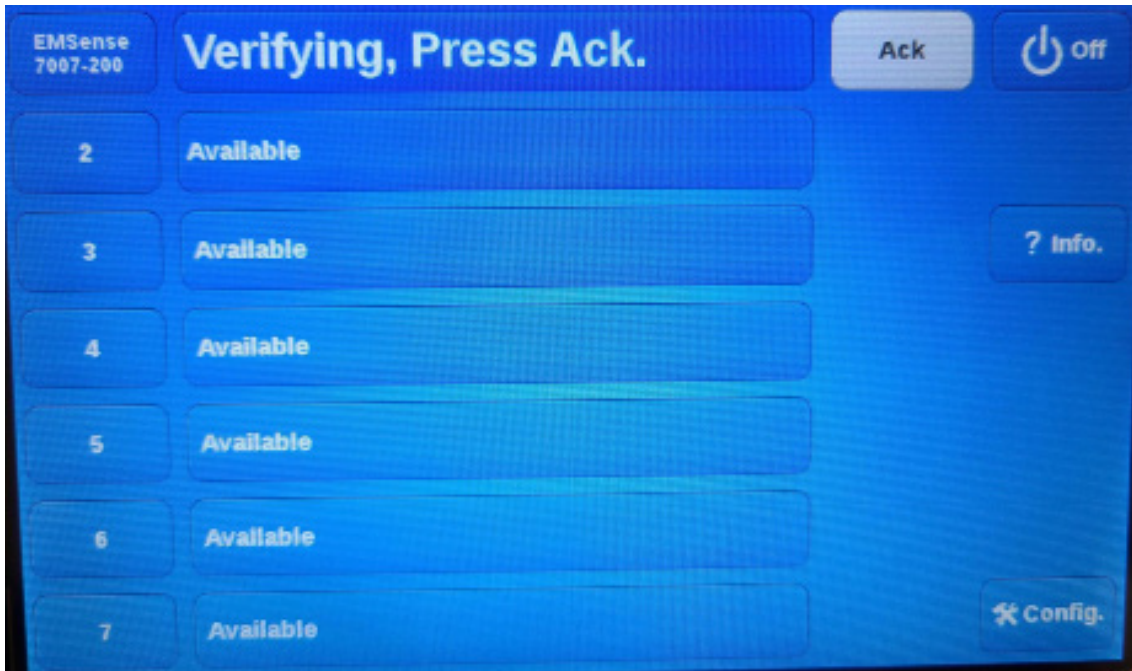 EMSense
7007-200
Verifying, Press Ack.
Ack
Off
2
Available
3
Available
? Info.
4
Available
5
Available
6
Available
7
Available
Config.